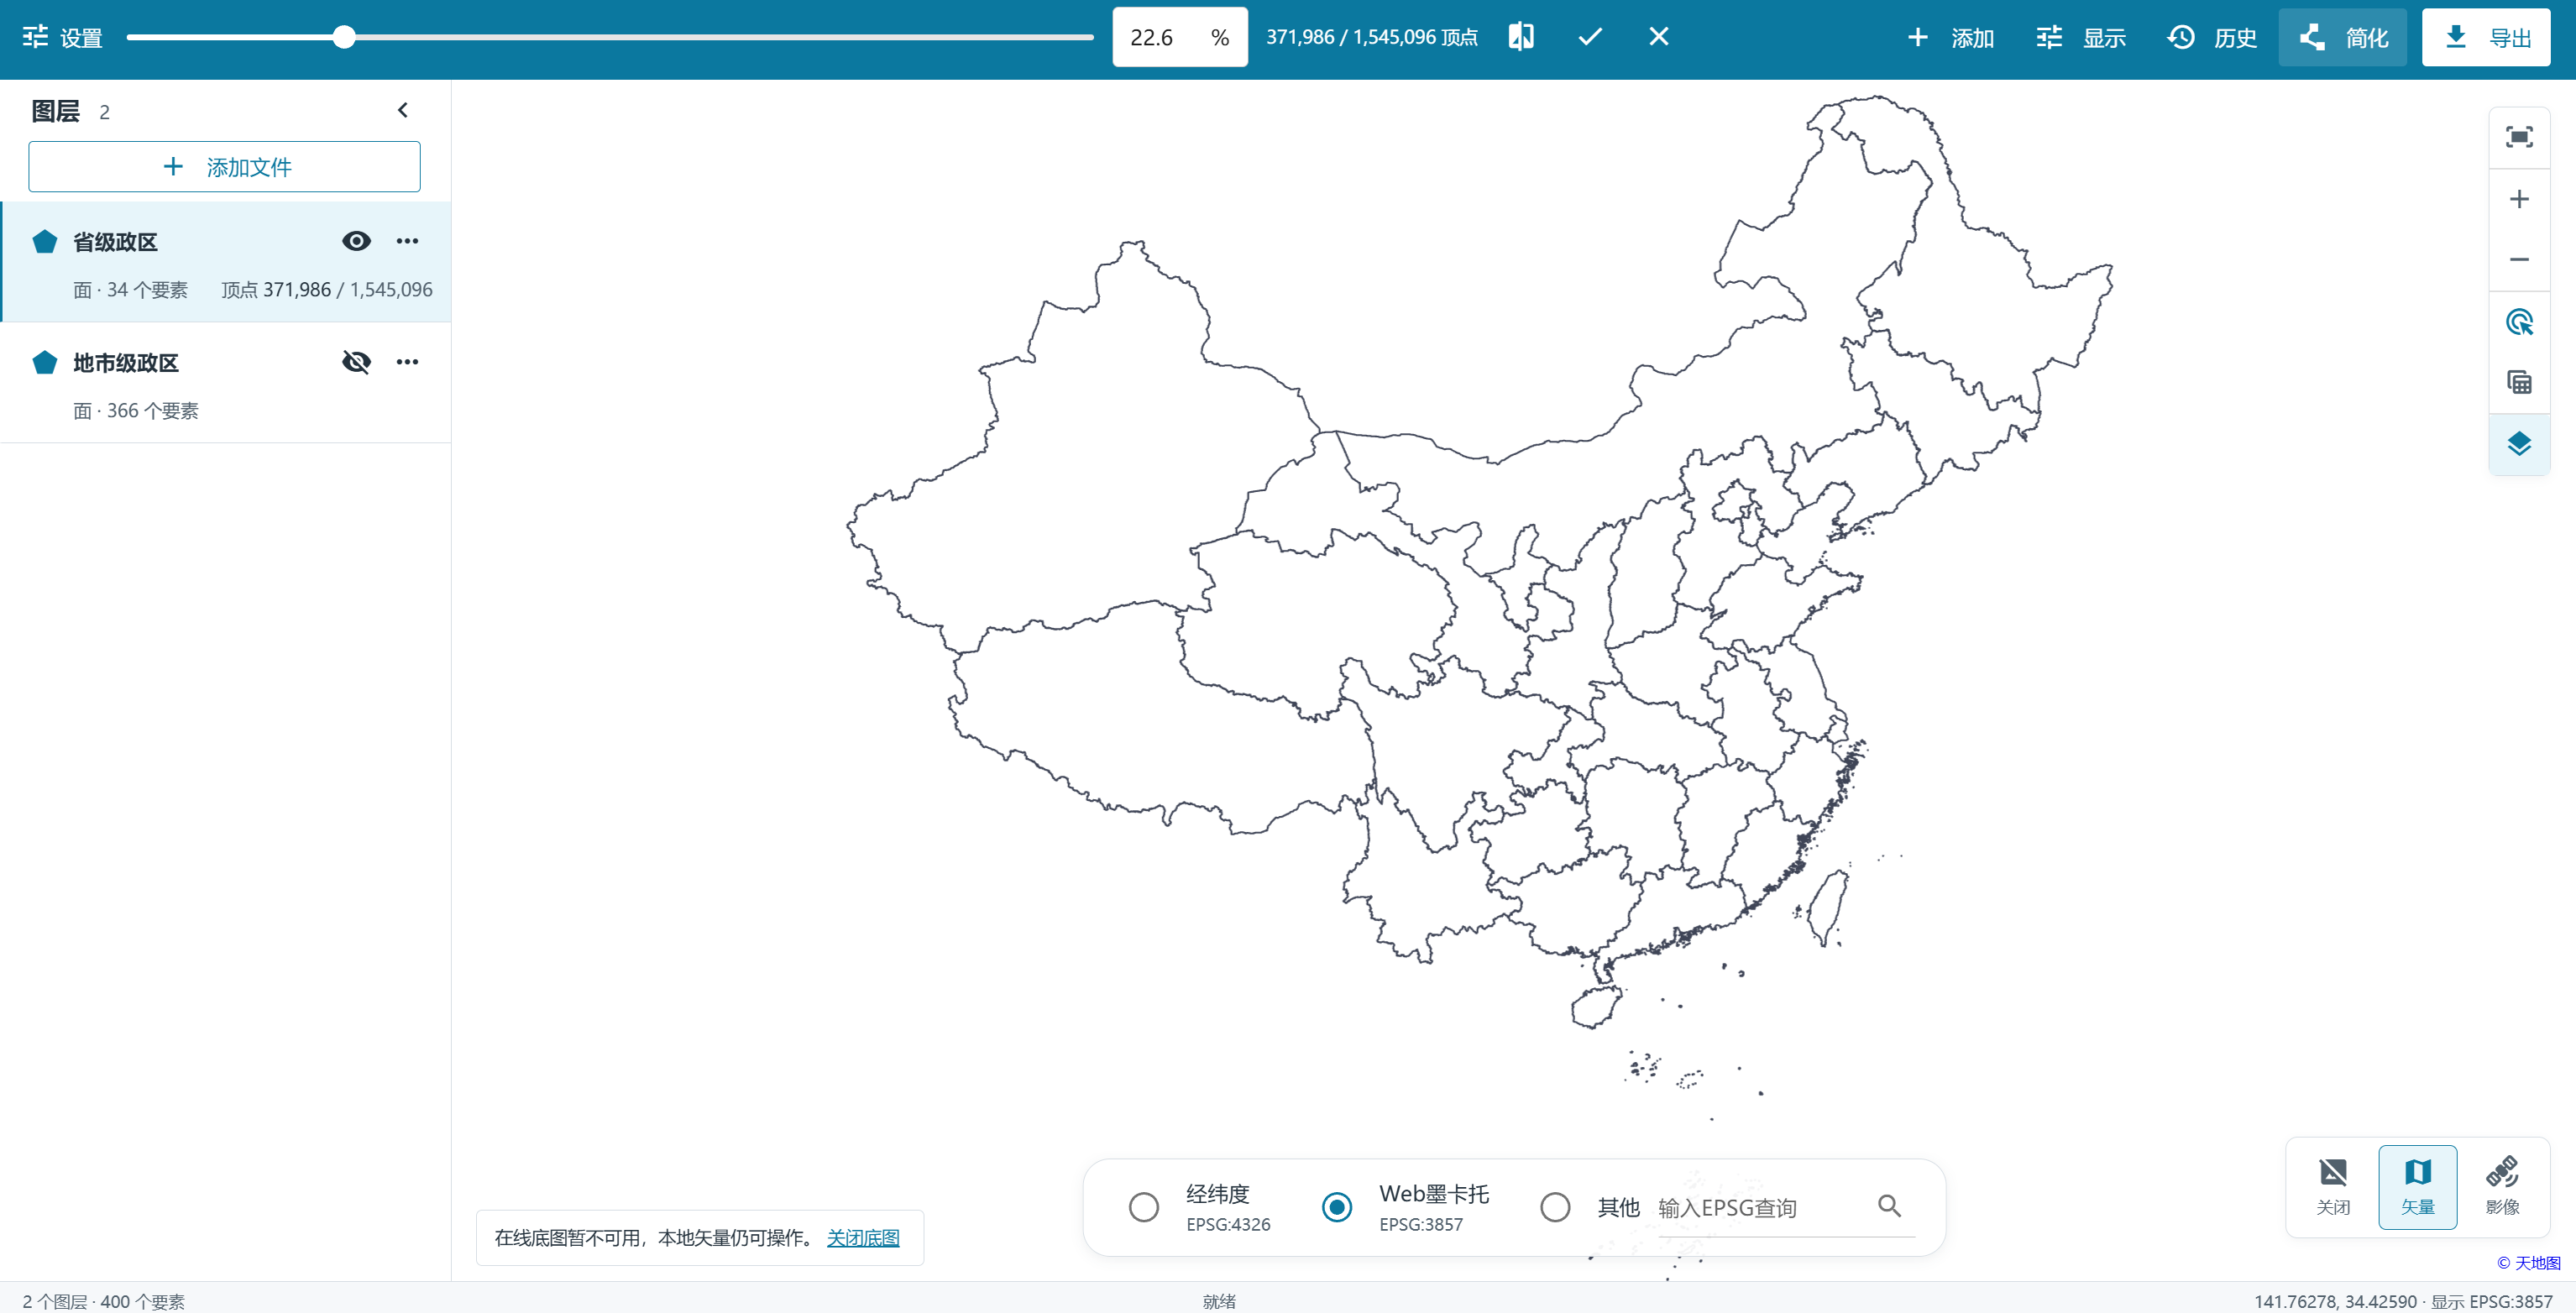 设置
22.6 %
371,986 / 1,545,096 顶点
添加
显示
历史
简化
导出
图层 2
添加文件
省级政区
面 · 34 个要素 顶点 371,986 / 1,545,096
地市级政区
面 · 366 个要素
在线底图暂不可用，本地矢量仍可操作。 关闭底图
经纬度
EPSG:4326
Web墨卡托
EPSG:3857
其他 输入EPSG查询
关闭
矢量
影像
© 天地图
2 个图层 · 400 个要素
就绪
141.76278, 34.42590 · 显示 EPSG:3857